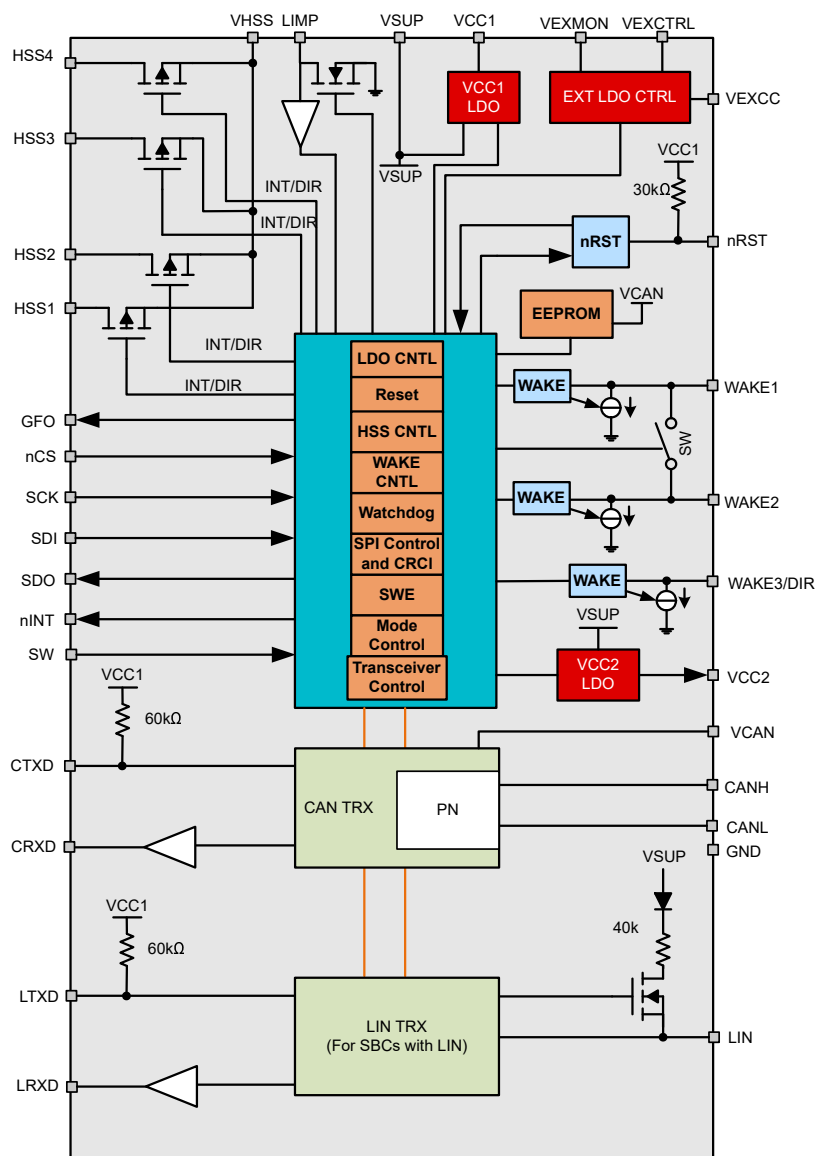 VHSS
LIMP
VSUP
VCC1
VEXMON
VEXCTRL
HSS4
VCC1
LDO
EXT LDO CTRL
VEXCC
HSS3
VSUP
VCC1
30kΩ
INT/DIR
INT/DIR
nRST
nRST
HSS2
HSS1
VCAN
EEPROM
INT/DIR
INT/DIR
LDO CNTL
Reset
HSS CNTL
WAKE
CNTL
Watchdog
SPI Control
and CRCI
SWE
Mode
Control
Transceiver
Control
WAKE
WAKE1
SW
GFO
nCS
SCK
WAKE
WAKE2
SDI
SDO
WAKE
WAKE3/DIR
nINT
VSUP
SW
VCC2
LDO
VCC2
VCC1
60kΩ
VCAN
CTXD
CAN TRX
PN
CANH
CANL
CRXD
GND
VSUP
VCC1
60kΩ
40k
LTXD
LIN TRX
(For SBCs with LIN)
LIN
LRXD